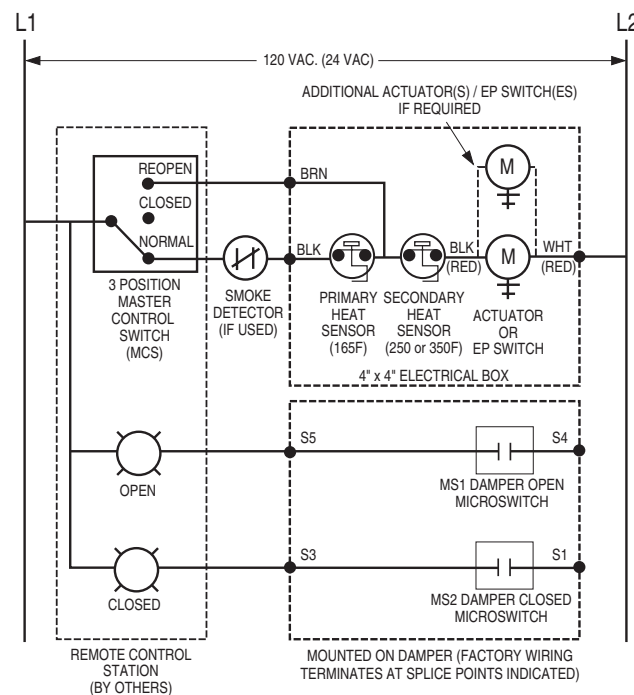 L1
L2
120 VAC. (24 VAC)
ADDITIONAL ACTUATOR(S) / EP SWITCH(ES)
IF REQUIRED
REOPEN
CLOSED
NORMAL
3 POSITION
MASTER
CONTROL
SWITCH
(MCS)
SMOKE
DETECTOR
(IF USED)
BRN
BLK
PRIMARY
HEAT
SENSOR
(165F)
SECONDARY
HEAT
SENSOR
(250 or 350F)
BLK
(RED)
M
M
WHT
(RED)
ACTUATOR
OR
EP SWITCH
4" x 4" ELECTRICAL BOX
OPEN
S5
S4
MS1 DAMPER OPEN
MICROSWITCH
CLOSED
S3
S1
MS2 DAMPER CLOSED
MICROSWITCH
REMOTE CONTROL
STATION
(BY OTHERS)
MOUNTED ON DAMPER (FACTORY WIRING
TERMINATES AT SPLICE POINTS INDICATED)